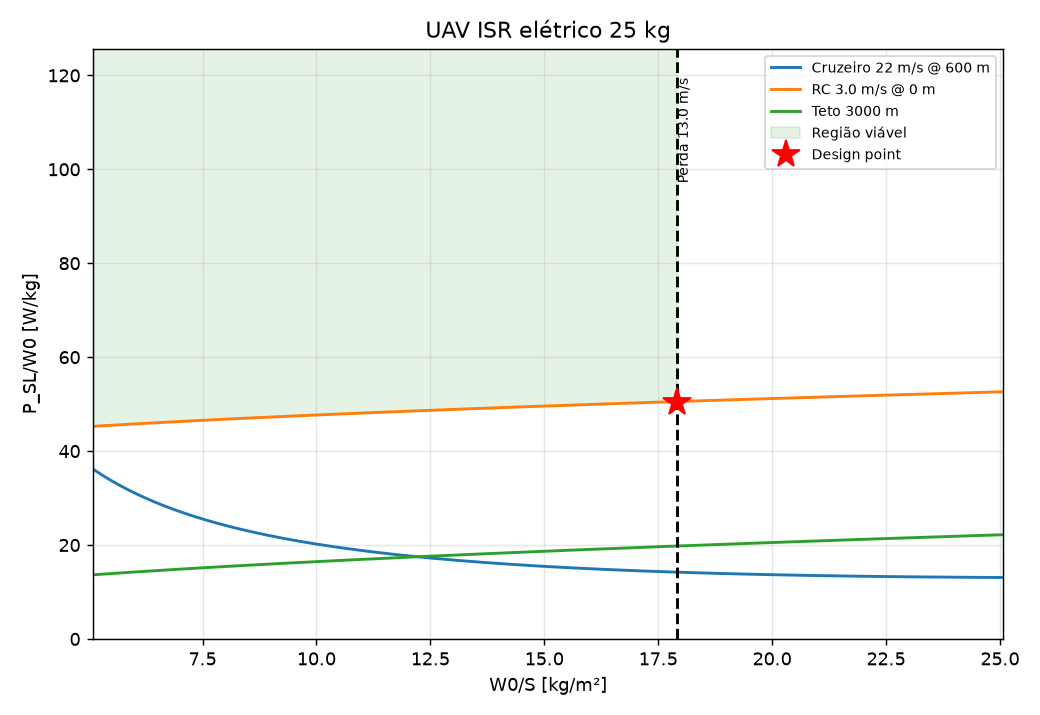 UAV ISR elétrico 25 kg
P_SL/W0 [W/kg]
120
100
80
60
40
20
0
Perda 13.0 m/s
Cruzeiro 22 m/s @ 600 m
RC 3.0 m/s @ 0 m
Teto 3000 m
Região viável
Design point
7.5 10.0 12.5 15.0 17.5 20.0 22.5 25.0
W0/S [kg/m²]